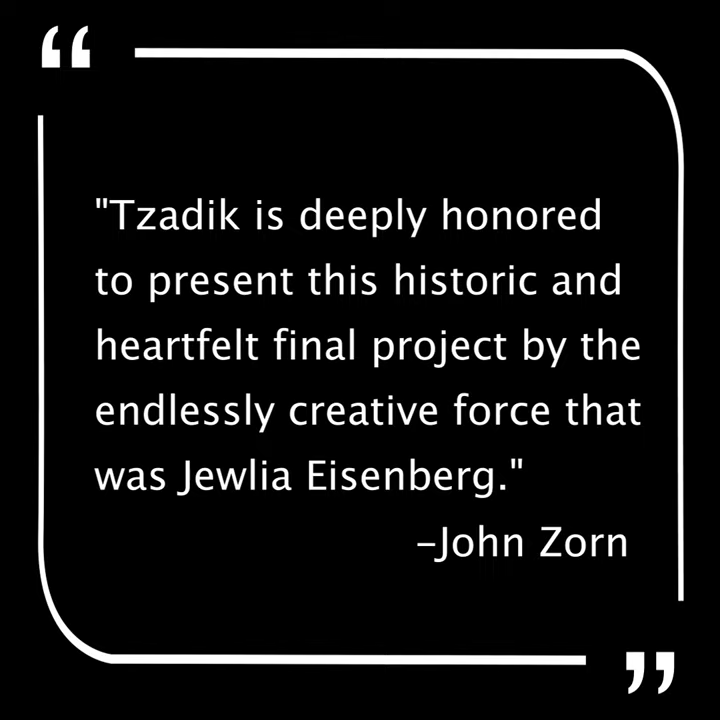 "Tzadik is deeply honored
to present this historic and
heartfelt final project by the
endlessly creative force that
was Jewlia Eisenberg."
–John Zorn